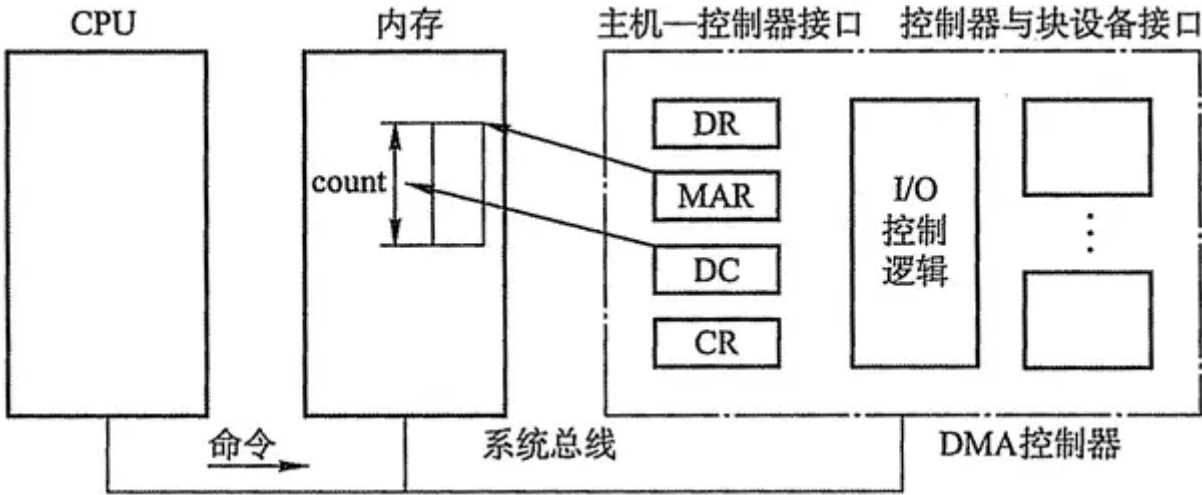 CPU
内存
主机—控制器接口
控制器与块设备接口
count
DR
MAR
DC
CR
I/O
控制
逻辑
命令
系统总线
DMA控制器